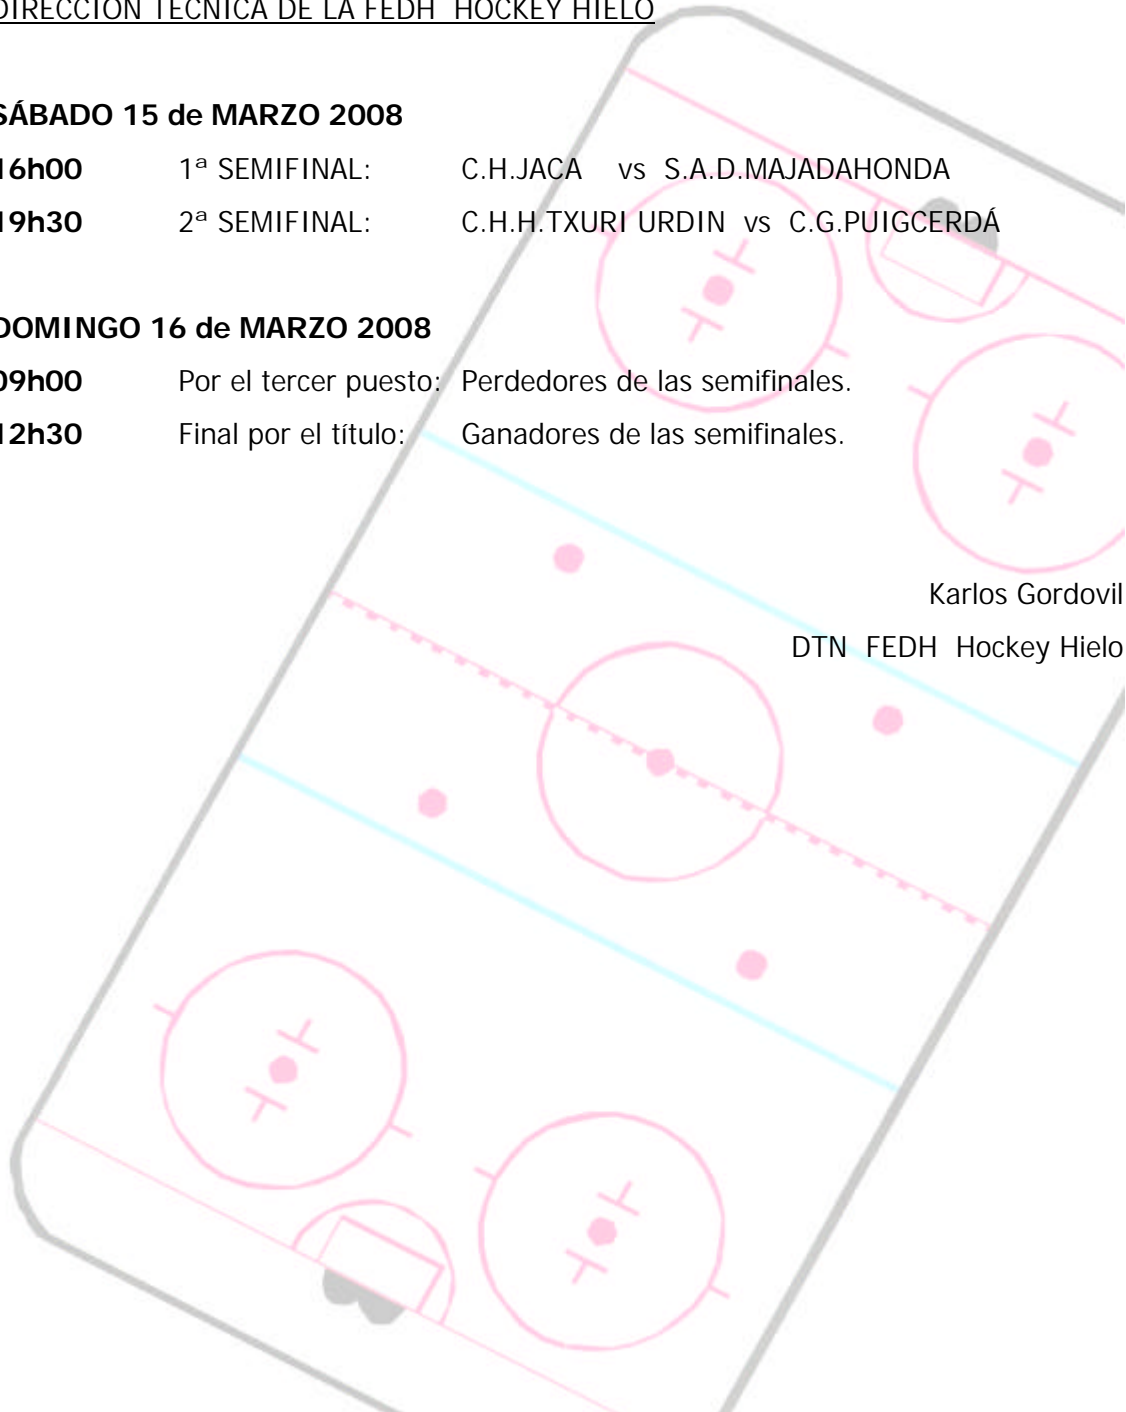 DIRECCIÓN TÉCNICA DE LA FEDH HOCKEY HIELO
SÁBADO 15 de MARZO 2008
16h00 1ª SEMIFINAL: C.H.JACA vs S.A.D.MAJADAHONDA
19h30 2ª SEMIFINAL: C.H.H.TXURI URDIN vs C.G.PUIGCERDÁ
DOMINGO 16 de MARZO 2008
09h00 Por el tercer puesto: Perdedores de las semifinales.
12h30 Final por el título: Ganadores de las semifinales.
Karlos Gordovil
DTN FEDH Hockey Hielo